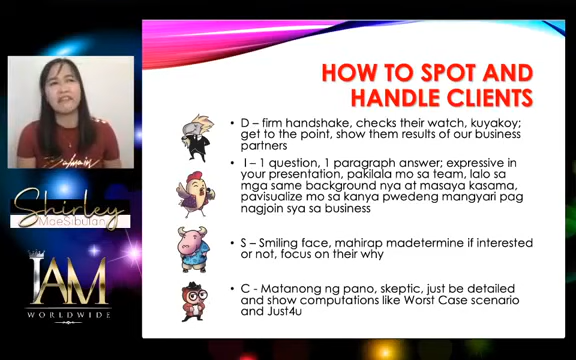 HOW TO SPOT AND
HANDLE CLIENTS
D – firm handshake, checks their watch, kuyakoy;
get to the point, show them results of our business
partners
I – 1 question, 1 paragraph answer; expressive in
your presentation, pakilala mo sa team, lalo sa
mga same background nya at masaya kasama,
pavisualize mo sa kanya pwedeng mangyari pag
nagjoin sya sa business
S – Smiling face, mahirap madetermine if interested
or not, focus on their why
C - Matanong ng pano, skeptic, just be detailed
and show computations like Worst Case scenario
and Just4u
Shirley
MaeSibulan
IAM
WORLDWIDE